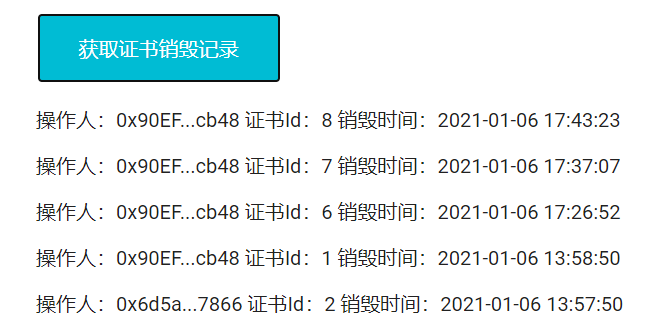 获取证书销毁记录
操作人：0x90EF...cb48 证书Id：8 销毁时间：2021-01-06 17:43:23
操作人：0x90EF...cb48 证书Id：7 销毁时间：2021-01-06 17:37:07
操作人：0x90EF...cb48 证书Id：6 销毁时间：2021-01-06 17:26:52
操作人：0x90EF...cb48 证书Id：1 销毁时间：2021-01-06 13:58:50
操作人：0x6d5a...7866 证书Id：2 销毁时间：2021-01-06 13:57:50